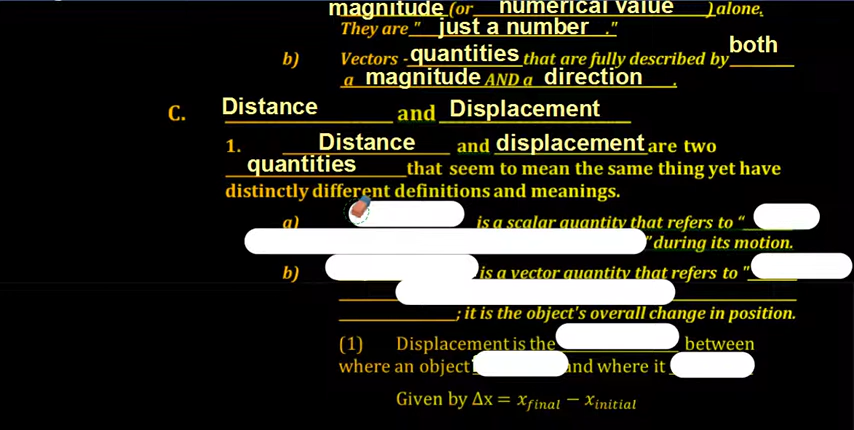 magnitude (or numerical value ) alone.
They are " just a number ."
b) Vectors - quantities that are fully described by both
a magnitude AND a direction .
C. Distance and Displacement
1. Distance and displacement are two
quantities that seem to mean the same thing yet have
distinctly different definitions and meanings.
a) is a scalar quantity that refers to "
" during its motion.
b) is a vector quantity that refers to "
; it is the object's overall change in position.
(1) Displacement is the between
where an object and where it
Given by Δx = x_final − x_initial